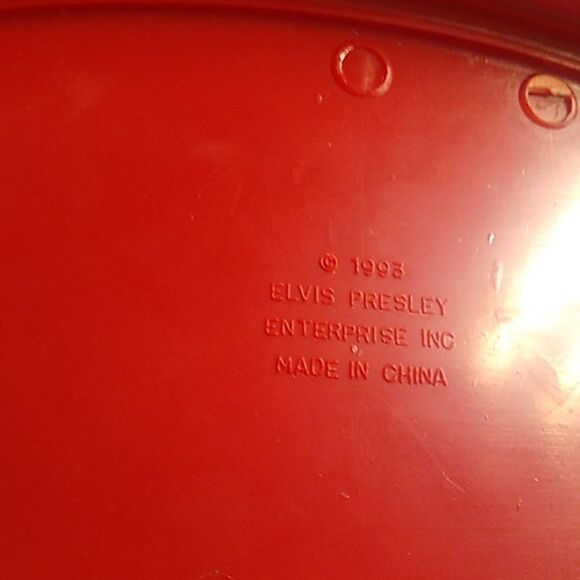 © 1993
ELVIS PRESLEY
ENTERPRISE INC
MADE IN CHINA